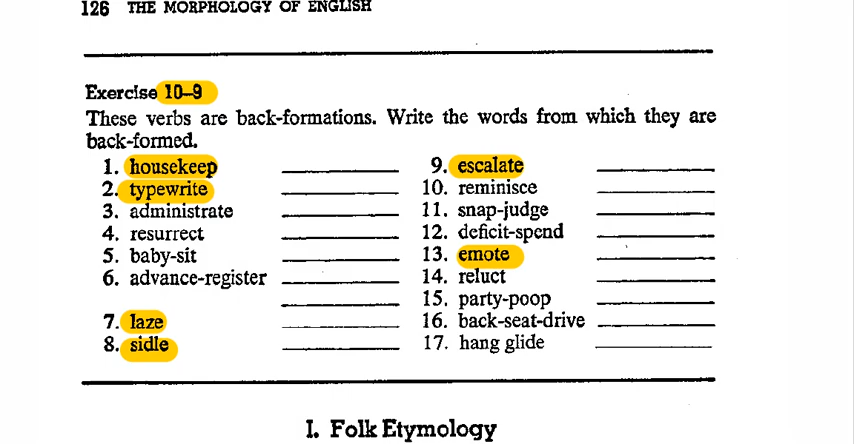 126 THE MORPHOLOGY OF ENGLISH
Exercise 10–9
These verbs are back-formations. Write the words from which they are
back-formed.
1. housekeep
2. typewrite
3. administrate
4. resurrect
5. baby-sit
6. advance-register
7. laze
8. sidle
9. escalate
10. reminisce
11. snap-judge
12. deficit-spend
13. emote
14. reluct
15. party-poop
16. back-seat-drive
17. hang glide
I. Folk Etymology